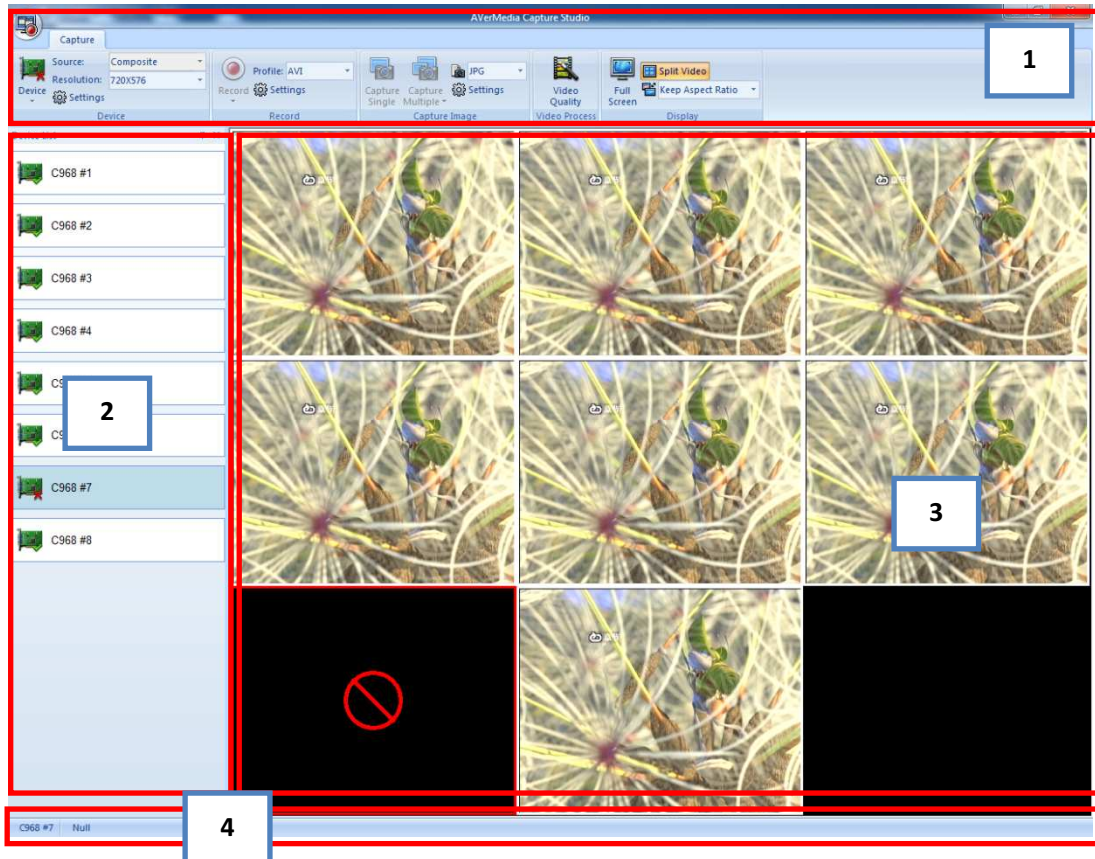 AVerMedia Capture Studio
Capture
1
Source: Composite
Resolution: 720X576
Device
Settings
Device
Profile: AVI
Record Settings
Record
JPG
Capture Single
Capture Multiple
Settings
Capture Image
Video Quality
Video Process
Full Screen
Split Video
Keep Aspect Ratio
Display
C968 #1
C968 #2
C968 #3
C968 #4
2
C968 #7
C968 #8
3
C968 #7 Null
4